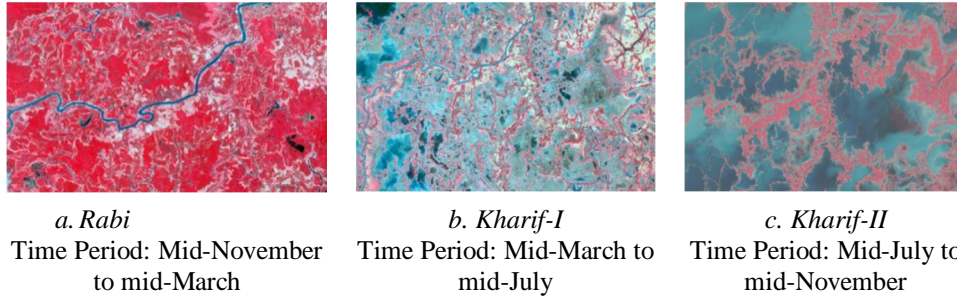 a. Rabi
Time Period: Mid-November
to mid-March
b. Kharif-I
Time Period: Mid-March to
mid-July
c. Kharif-II
Time Period: Mid-July to
mid-November